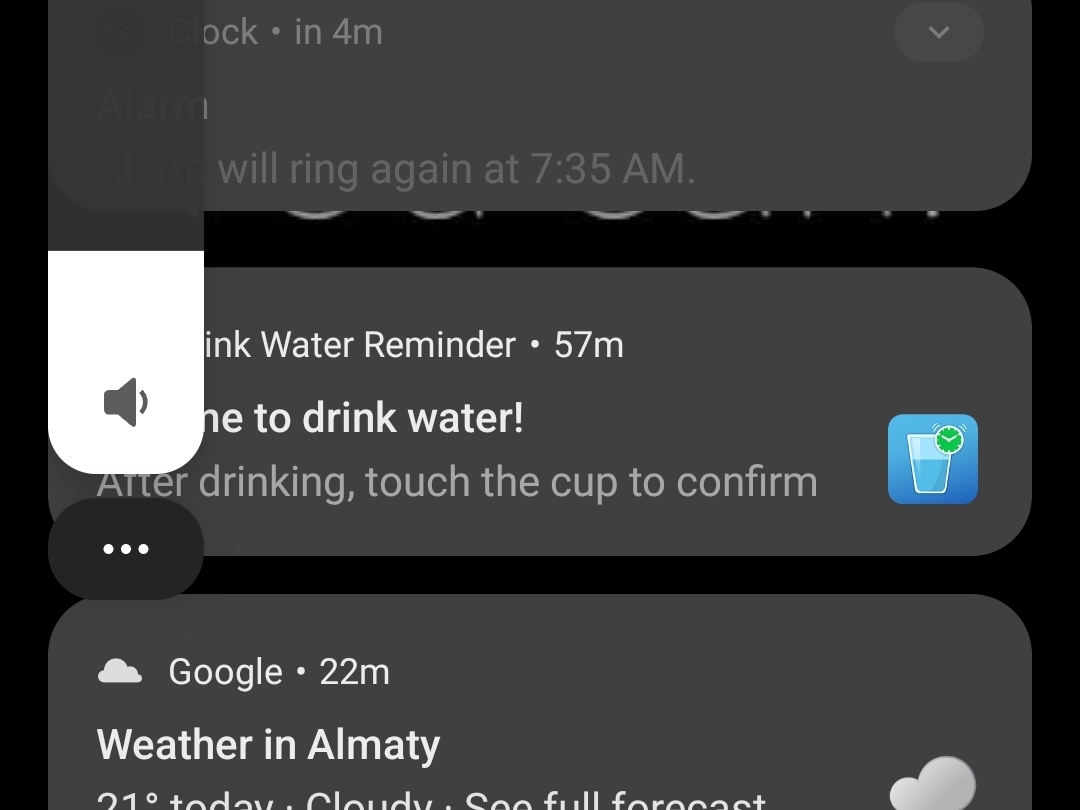 Clock • in 4m
Alarm
Alarm will ring again at 7:35 AM.
ink Water Reminder • 57m
ne to drink water!
After drinking, touch the cup to confirm
Google • 22m
Weather in Almaty
21° today · Cloudy · See full forecast